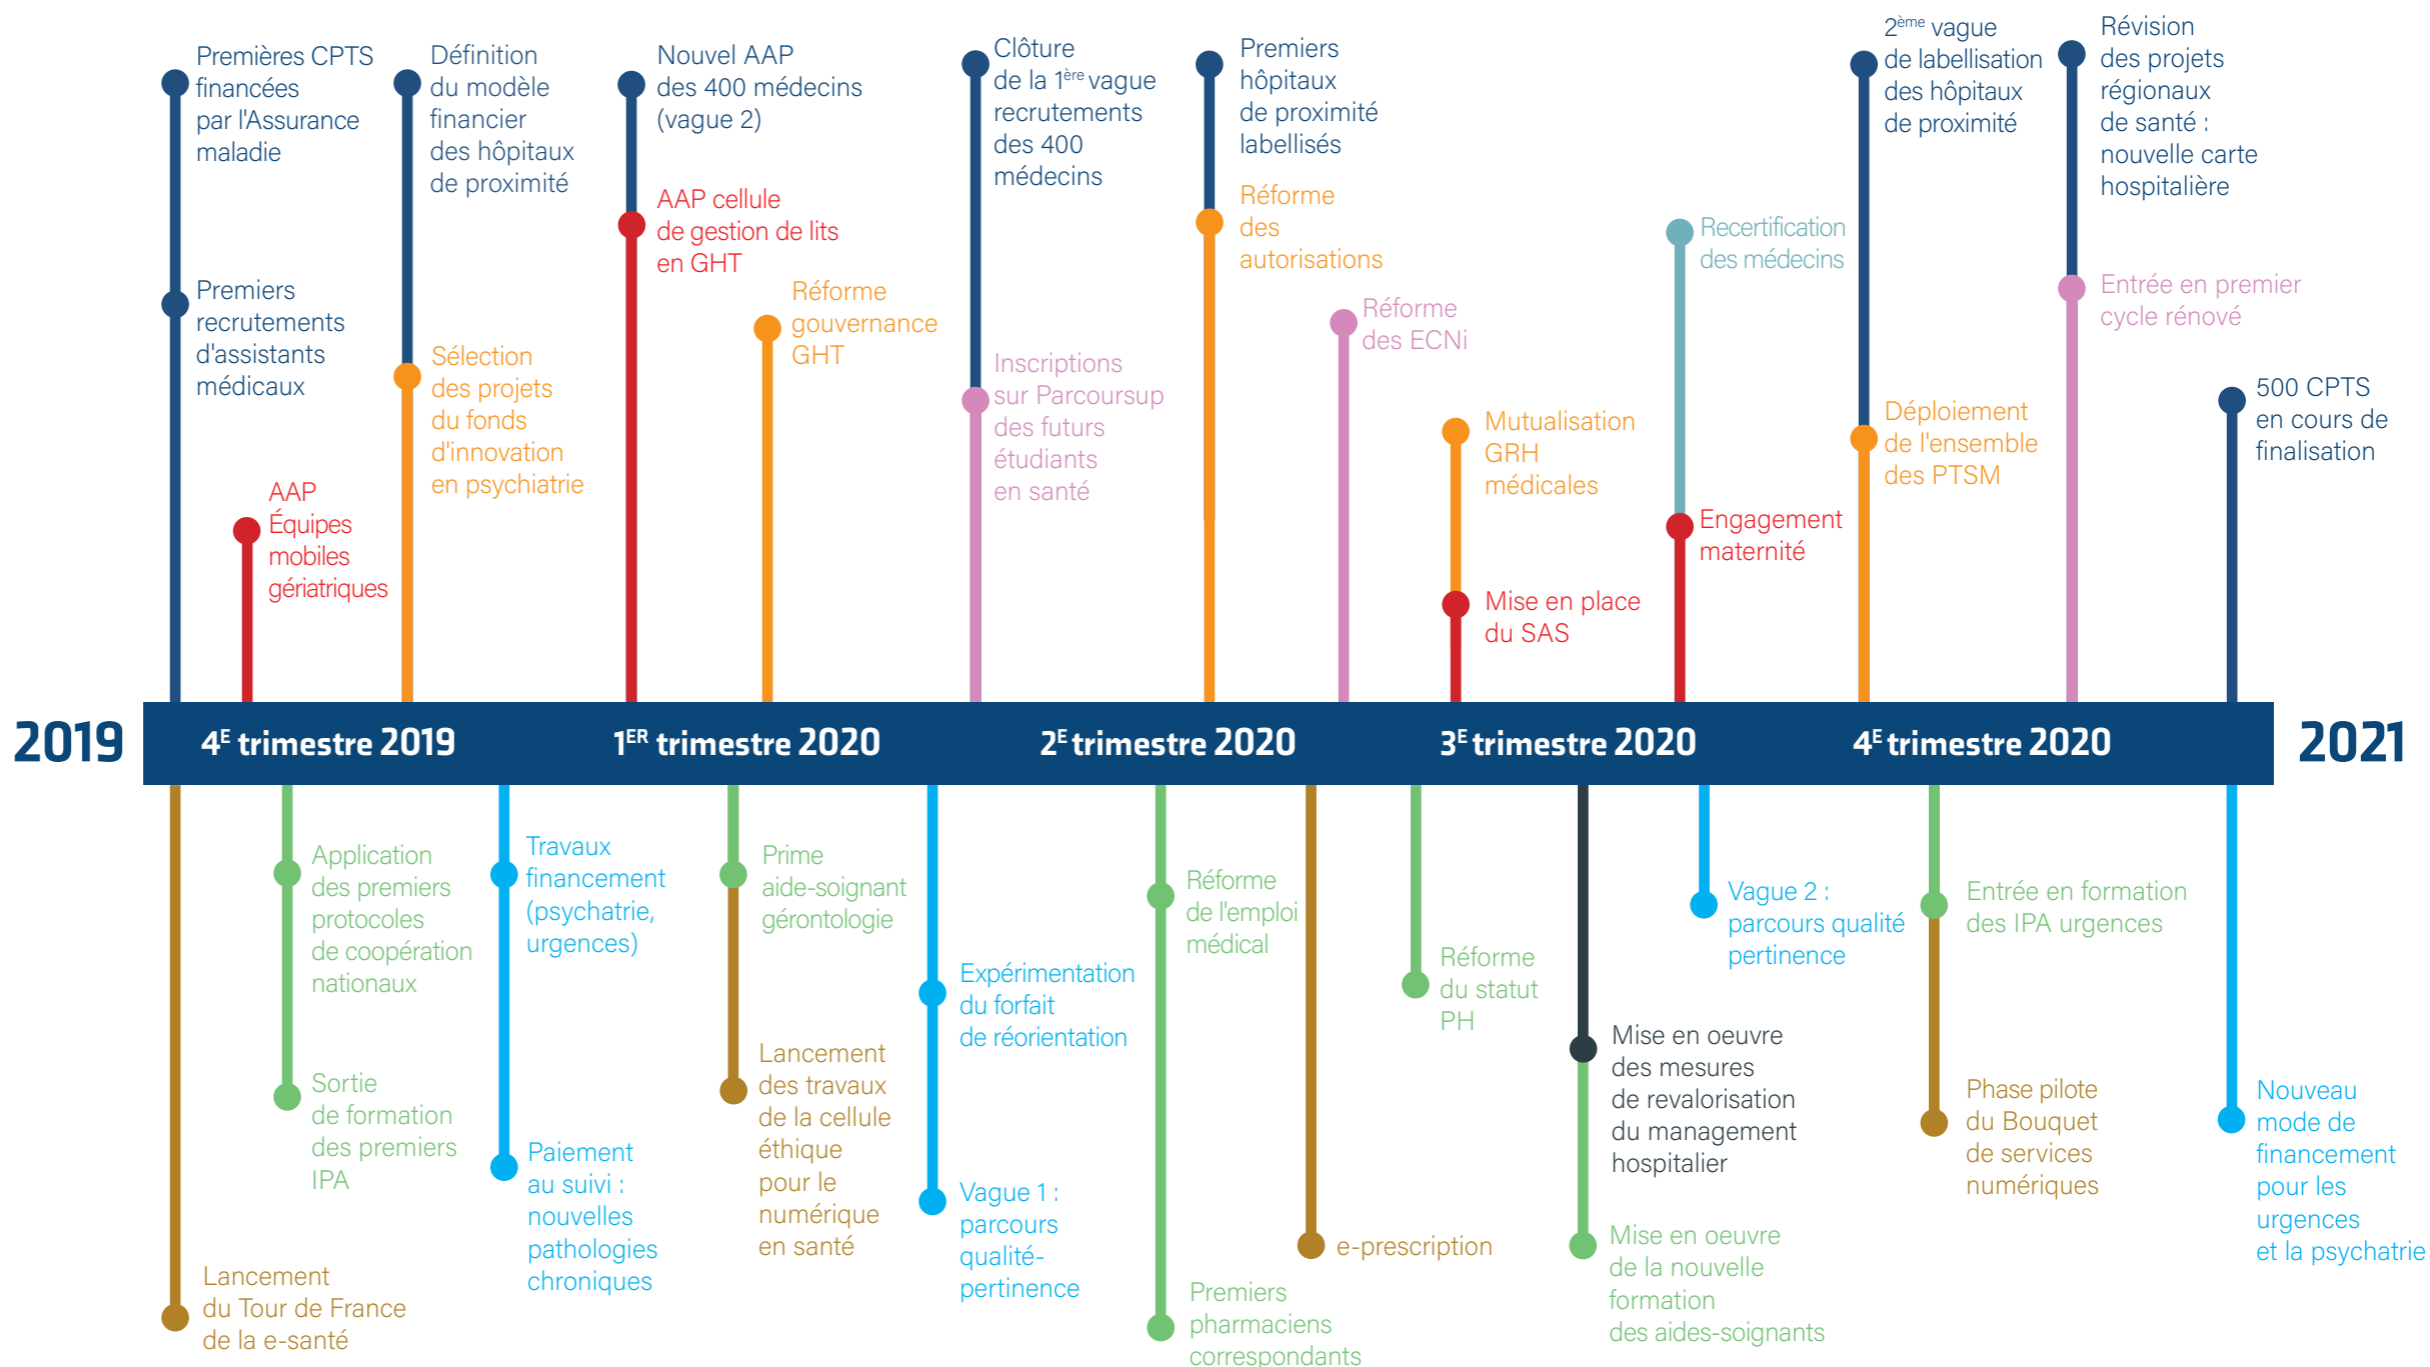 Premières CPTS
financées
par l'Assurance
maladie
Premiers
recrutements
d'assistants
médicaux
AAP
Équipes
mobiles
gériatriques
Définition
du modèle
financier
des hôpitaux
de proximité
Sélection
des projets
du fonds
d'innovation
en psychiatrie
Nouvel AAP
des 400 médecins
(vague 2)
AAP cellule
de gestion de lits
en GHT
Réforme
gouvernance
GHT
Clôture
de la 1ère vague
recrutements
des 400
médecins
Inscriptions
sur Parcoursup
des futurs
étudiants
en santé
Premiers
hôpitaux
de proximité
labellisés
Réforme
des
autorisations
Réforme
des ECNi
Mutualisation
GRH
médicales
Mise en place
du SAS
Recertification
des médecins
Engagement
maternité
2ème vague
de labellisation
des hôpitaux
de proximité
Déploiement
de l'ensemble
des PTSM
Révision
des projets
régionaux
de santé :
nouvelle carte
hospitalière
Entrée en premier
cycle rénové
500 CPTS
en cours de
finalisation
2019
4E trimestre 2019
1ER trimestre 2020
2E trimestre 2020
3E trimestre 2020
4E trimestre 2020
2021
Lancement
du Tour de France
de la e-santé
Application
des premiers
protocoles
de coopération
nationaux
Sortie
de formation
des premiers
IPA
Travaux
financement
(psychatrie,
urgences)
Paiement
au suivi :
nouvelles
pathologies
chroniques
Prime
aide-soignant
gérontologie
Lancement
des travaux
de la cellule
éthique
pour le
numérique
en santé
Expérimentation
du forfait
de réorientation
Vague 1 :
parcours
qualité-
pertinence
Réforme
de l'emploi
médical
Premiers
pharmaciens
correspondants
e-prescription
Réforme
du statut
PH
Mise en oeuvre
des mesures
de revalorisation
du management
hospitalier
Mise en oeuvre
de la nouvelle
formation
des aides-soignants
Vague 2 :
parcours qualité
pertinence
Entrée en formation
des IPA urgences
Phase pilote
du Bouquet
de services
numériques
Nouveau
mode de
financement
pour les
urgences
et la psychatrie